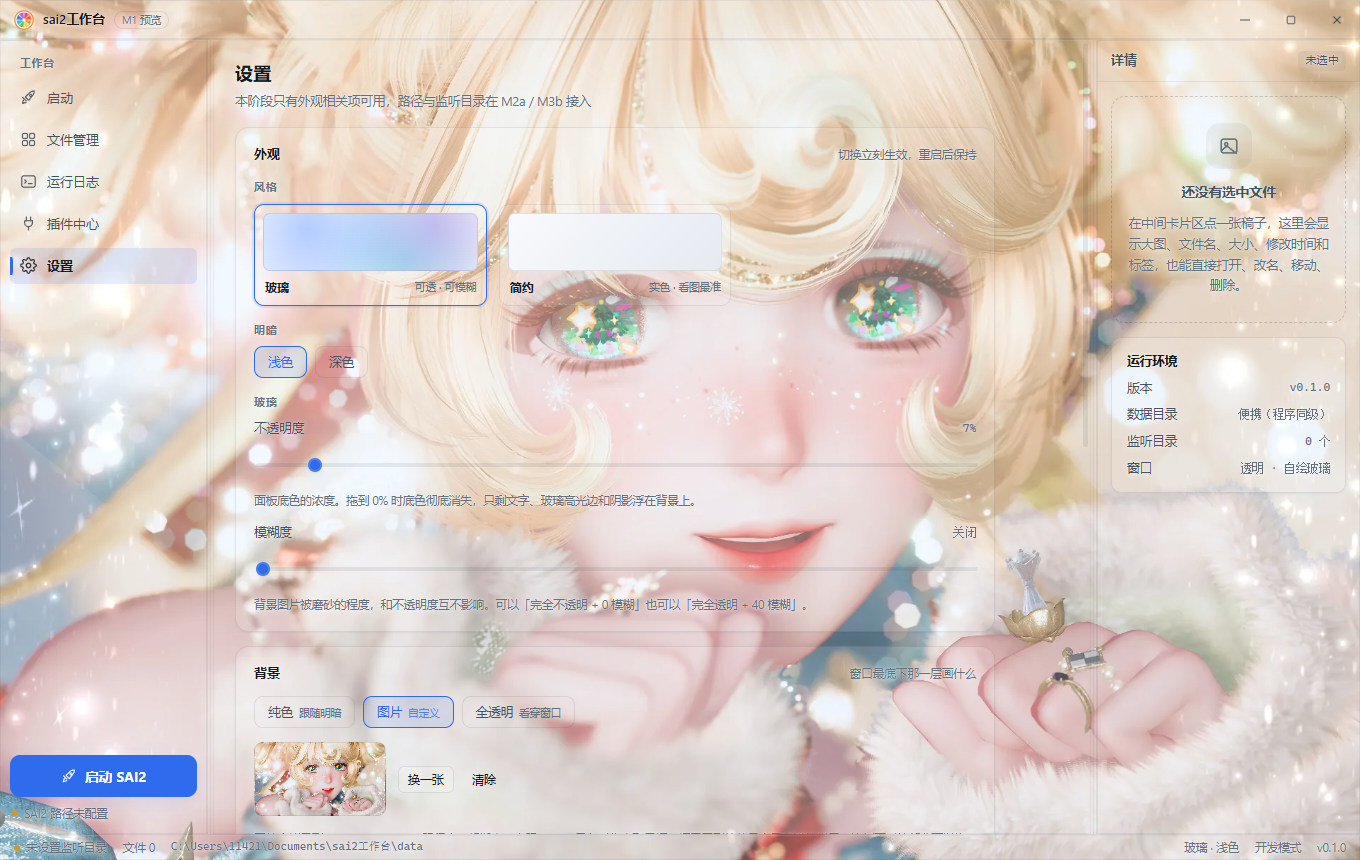 sai2工作台 M1 预览
工作台
启动
文件管理
运行日志
插件中心
设置
启动 SAI2
SAI2 路径未配置
设置
本阶段只有外观相关项可用，路径与监听目录在 M2a / M3b 接入
外观 切换立刻生效，重启后保持
风格
玻璃 可透 · 可模糊
简约 实色 · 看图最准
明暗
浅色 深色
玻璃
不透明度 7%
面板底色的浓度。拖到 0% 时底色彻底消失，只剩文字、玻璃高光边和阴影浮在背景上。
模糊度 关闭
背景图片被磨砂的程度，和不透明度互不影响。可以「完全不透明 + 0 模糊」也可以「完全透明 + 40 模糊」。
背景 窗口最底下那一层画什么
纯色 跟随明暗 图片 自定义 全透明 看穿窗口
换一张 清除
详情 未选中
还没有选中文件
在中间卡片区点一张稿子，这里会显
示大图、文件名、大小、修改时间和
标签，也能直接打开、改名、移动、
删除。
运行环境
版本 v0.1.0
数据目录 便携（程序同级）
监听目录 0 个
窗口 透明 · 自绘玻璃
未设置监听目录 文件 0 C:\Users\11421\Documents\sai2工作台\data 玻璃 · 浅色 开发模式 v0.1.0